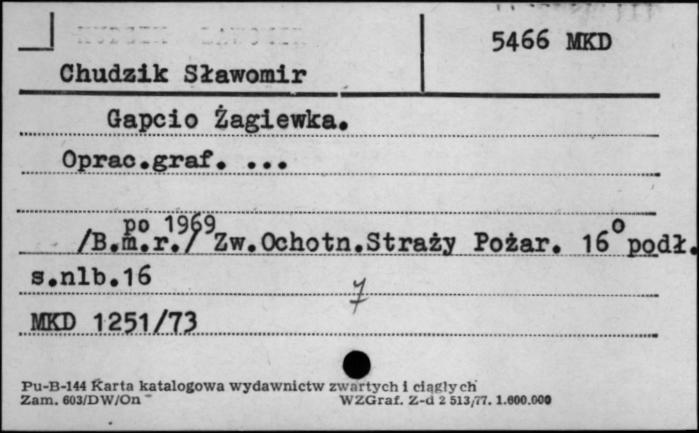 5466 MKD
Chudzik Sławomir
Gapcio Żagiewka.
Oprac.graf. ...
po 1969
/B.m.r./ Zw.Ochotn.Straży Pożar. 16° podł.
s.nlb.16
7
MKD 1251/73
Pu-B-144 Karta katalogowa wydawnictw zwartych i ciągłych
Zam. 603/DW/On WZGraf. Z-d 2 513/77. 1.600.000